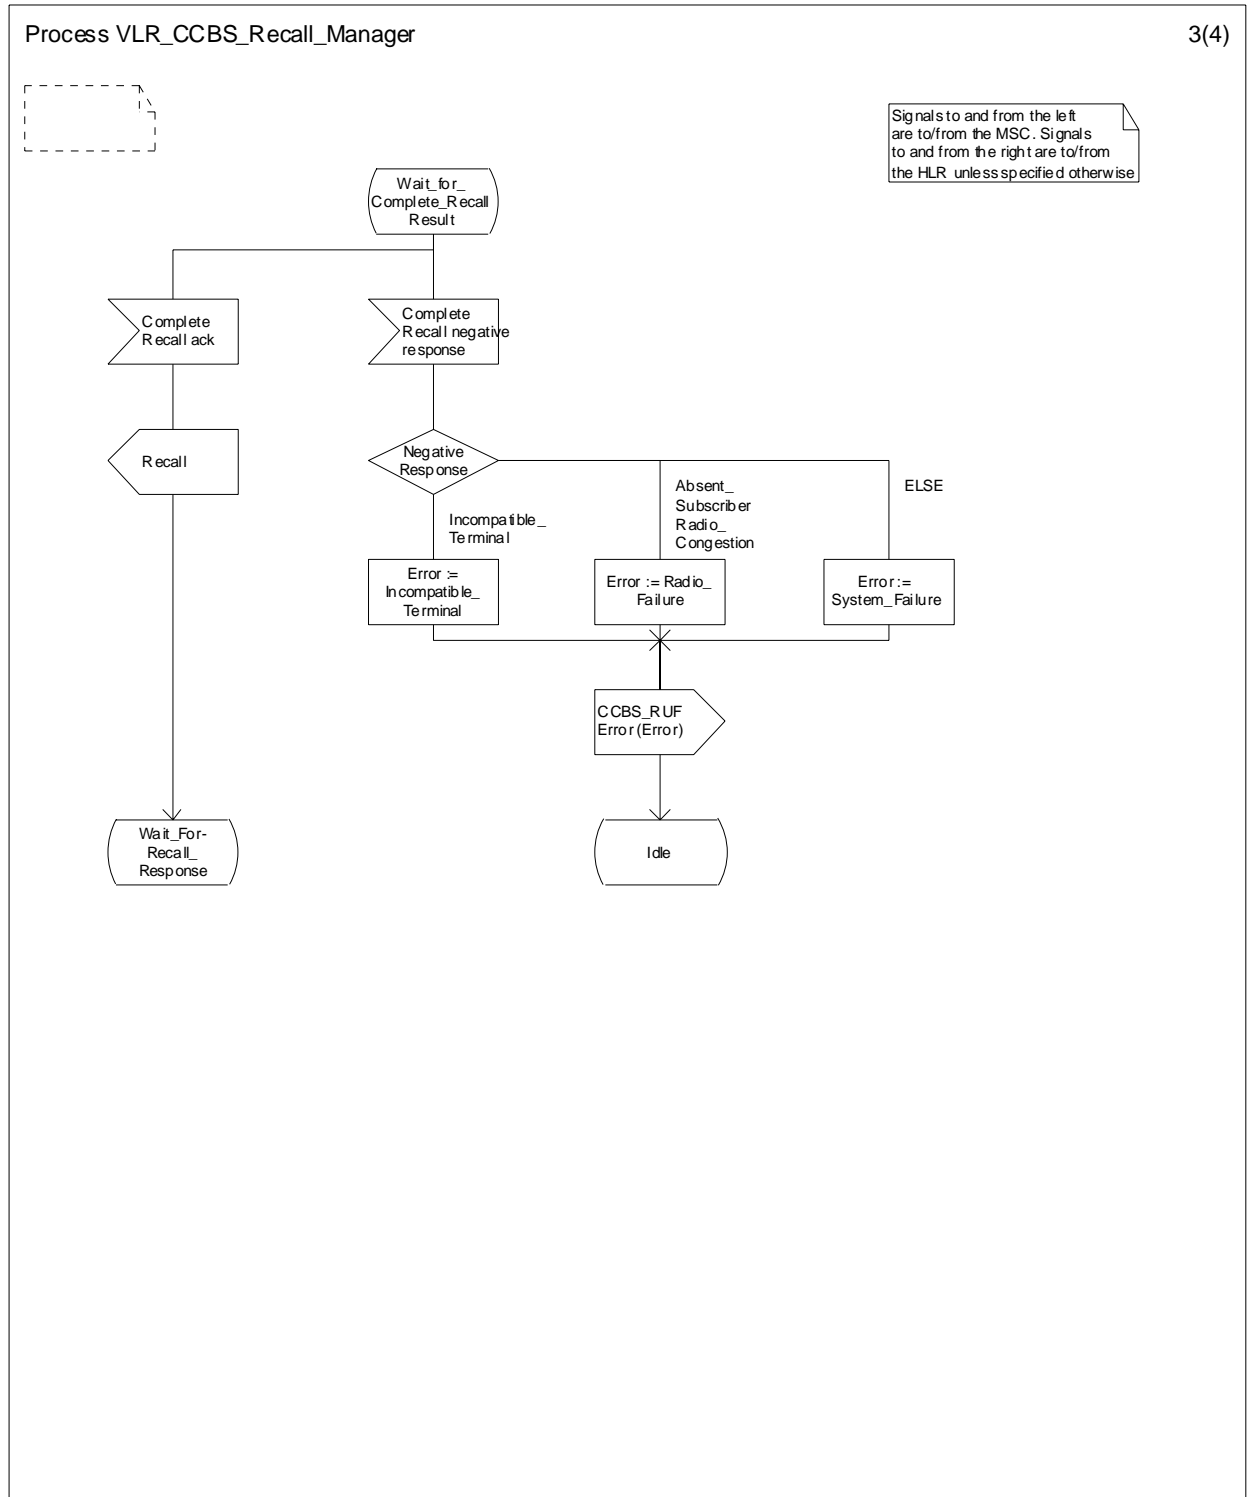 Process VLR_CCBS_Recall_Manager
3(4)
Signals to and from the left
are to/from the MSC. Signals
to and from the right are to/from
the HLR unless specified otherwise
Wait_for_
Complete_Recall
Result
Complete
Recall ack
Complete
Recall negative
response
Recall
Negative
Response
Incompatible_
Terminal
Absent_
Subscriber
Radio_
Congestion
ELSE
Error :=
Incompatible_
Terminal
Error := Radio_
Failure
Error :=
System_Failure
CCBS_RUF
Error (Error)
Wait_For-
Recall_
Response
Idle